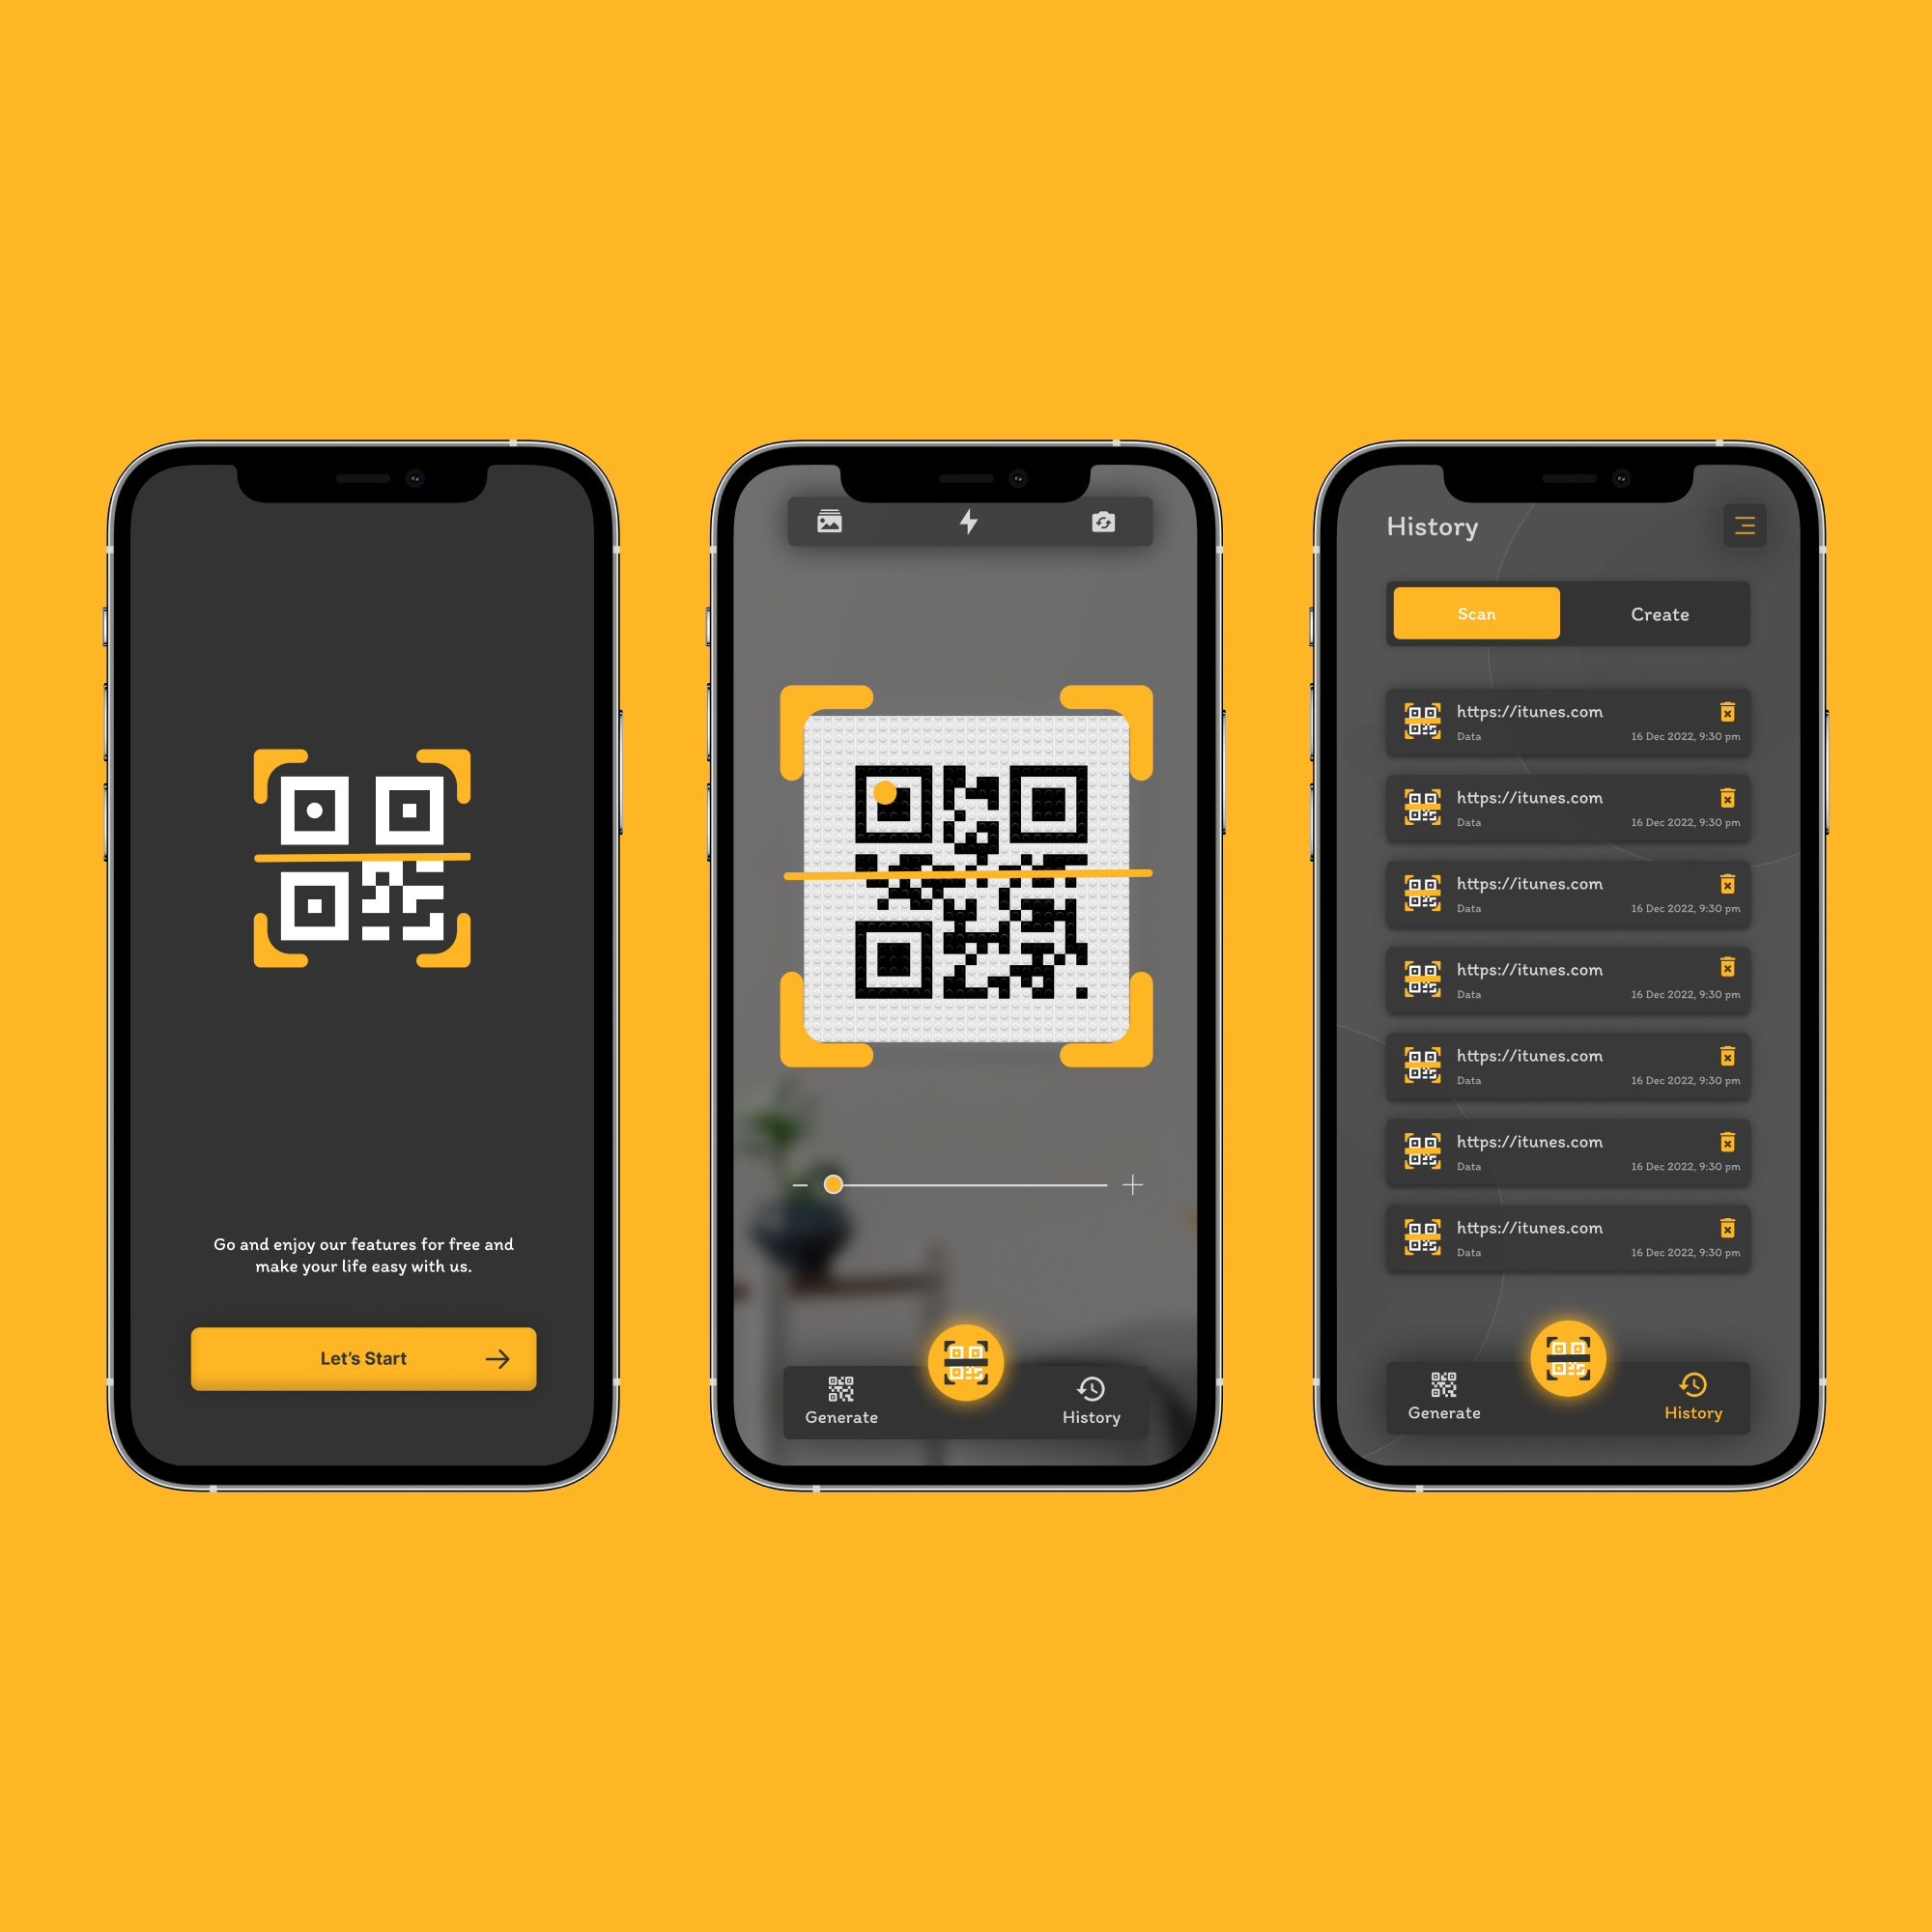 Go and enjoy our features for free and
make your life easy with us.
Let's Start
Generate
History
History
Scan
Create
https://itunes.com
Data
16 Dec 2022, 9:30 pm
https://itunes.com
Data
16 Dec 2022, 9:30 pm
https://itunes.com
Data
16 Dec 2022, 9:30 pm
https://itunes.com
Data
16 Dec 2022, 9:30 pm
https://itunes.com
Data
16 Dec 2022, 9:30 pm
https://itunes.com
Data
16 Dec 2022, 9:30 pm
https://itunes.com
Data
16 Dec 2022, 9:30 pm
Generate
History